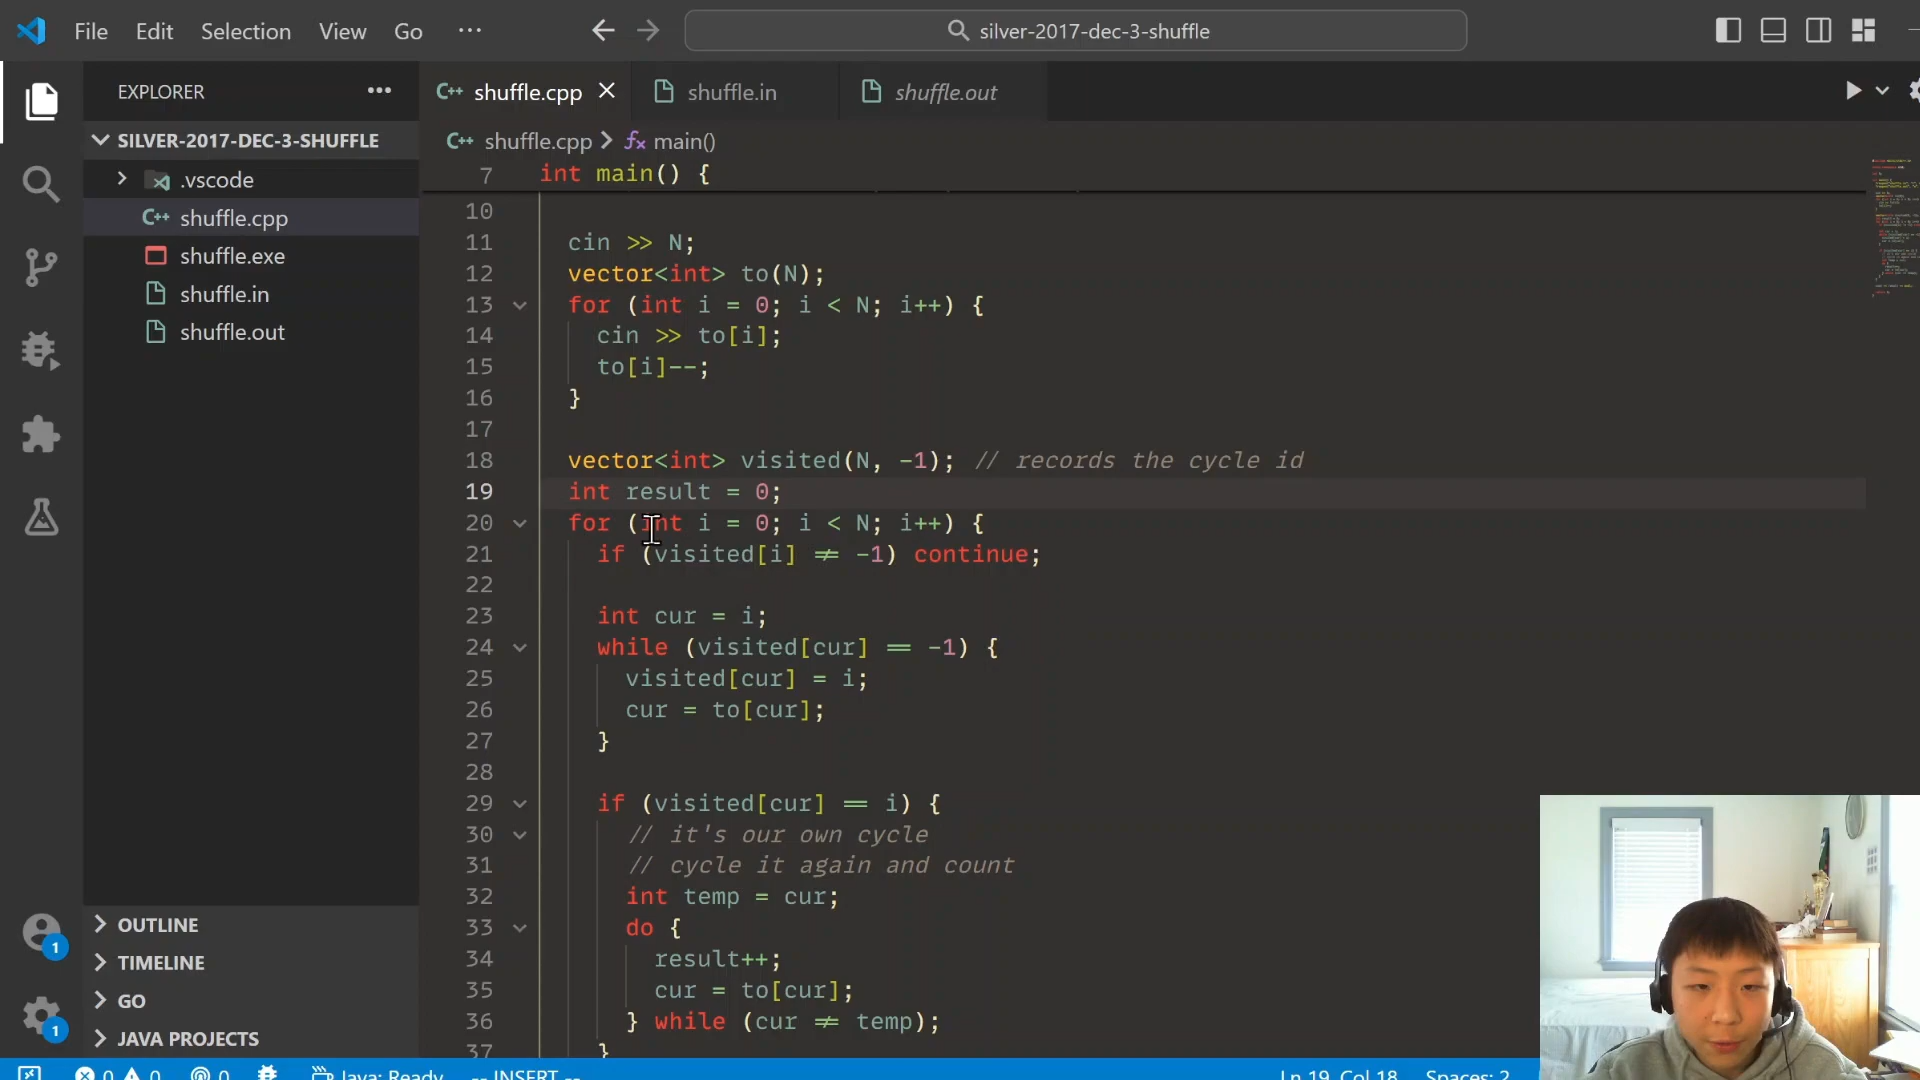 File Edit Selection View Go ···
silver-2017-dec-3-shuffle
EXPLORER ···
shuffle.cpp
shuffle.in
shuffle.out
SILVER-2017-DEC-3-SHUFFLE
.vscode
shuffle.cpp
shuffle.exe
shuffle.in
shuffle.out
OUTLINE
TIMELINE
GO
JAVA PROJECTS
shuffle.cpp > main()
7 int main() {
10
11 cin >> N;
12 vector<int> to(N);
13 for (int i = 0; i < N; i++) {
14 cin >> to[i];
15 to[i]--;
16 }
17
18 vector<int> visited(N, -1); // records the cycle id
19 int result = 0;
20 for (int i = 0; i < N; i++) {
21 if (visited[i] != -1) continue;
22
23 int cur = i;
24 while (visited[cur] == -1) {
25 visited[cur] = i;
26 cur = to[cur];
27 }
28
29 if (visited[cur] == i) {
30 // it's our own cycle
31 // cycle it again and count
32 int temp = cur;
33 do {
34 result++;
35 cur = to[cur];
36 } while (cur != temp);
37 }
1
1
0 0 0 Java: Ready -- INSERT -- Ln 19, Col 18 Spaces: 2